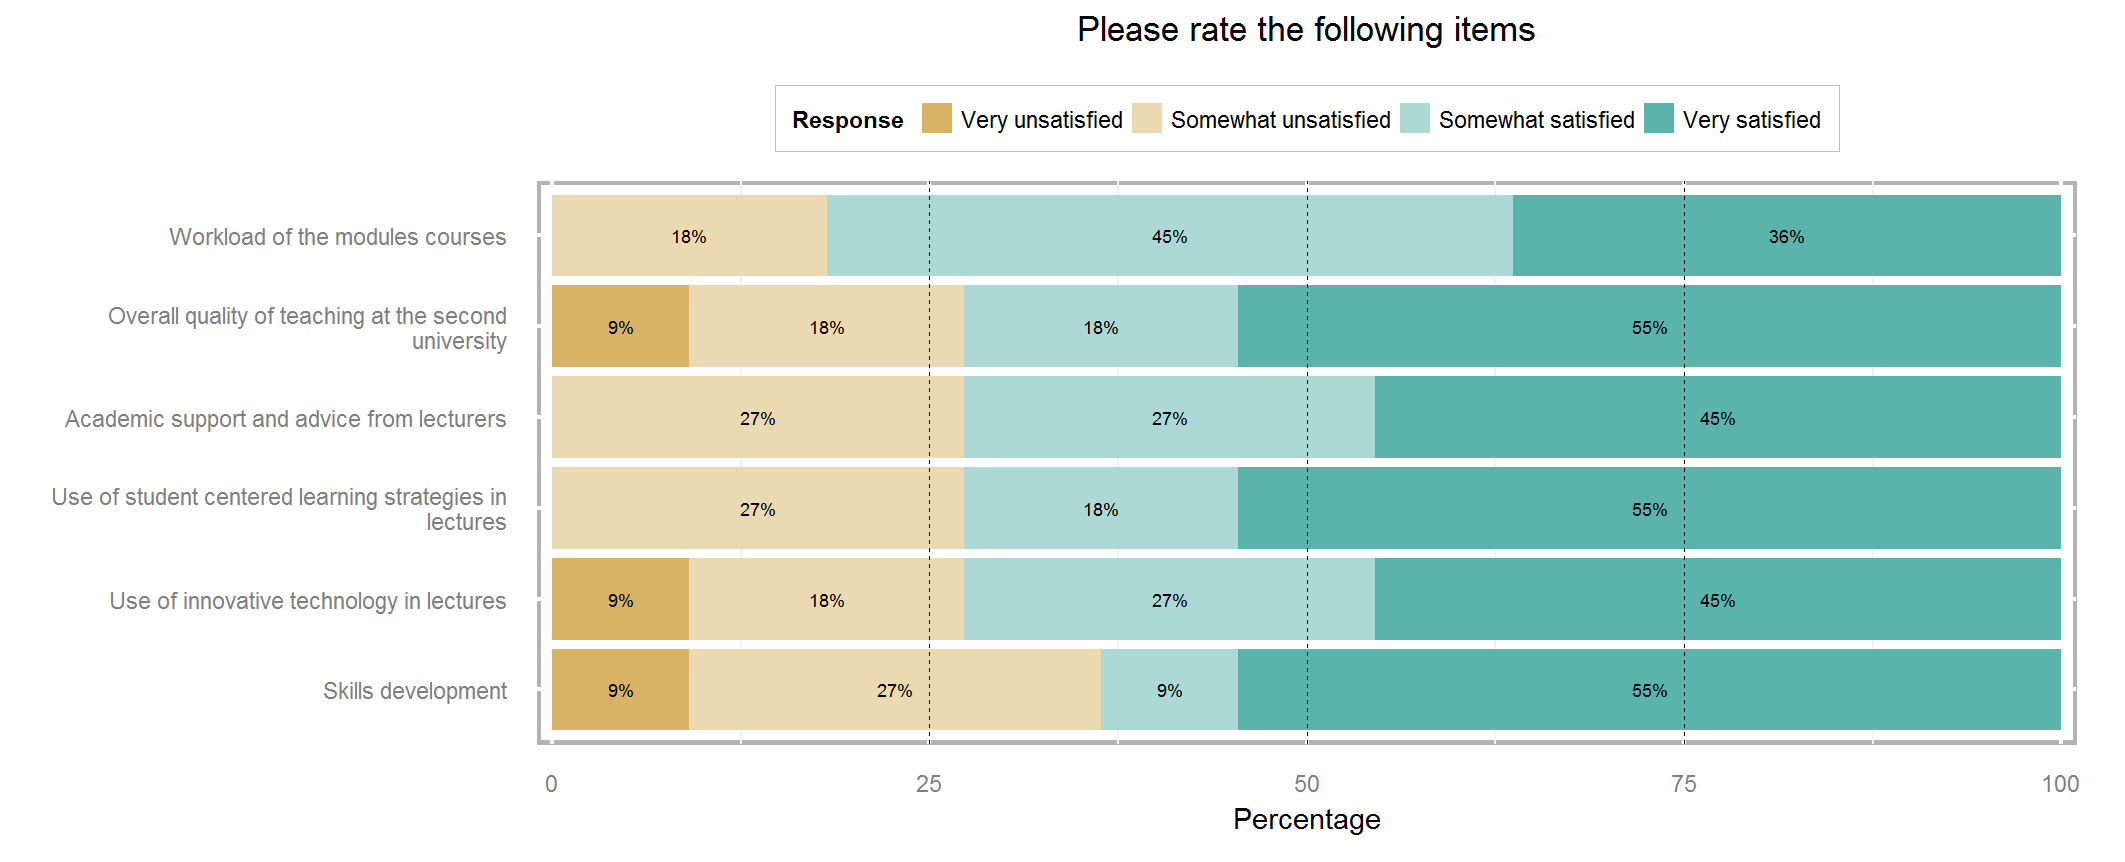 Please rate the following items
Response Very unsatisfied Somewhat unsatisfied Somewhat satisfied Very satisfied
Workload of the modules courses 18% 45% 36%
Overall quality of teaching at the second
university 9% 18% 18% 55%
Academic support and advice from lecturers 27% 27% 45%
Use of student centered learning strategies in
lectures 27% 18% 55%
Use of innovative technology in lectures 9% 18% 27% 45%
Skills development 9% 27% 9% 55%
0 25 50 75 100
Percentage